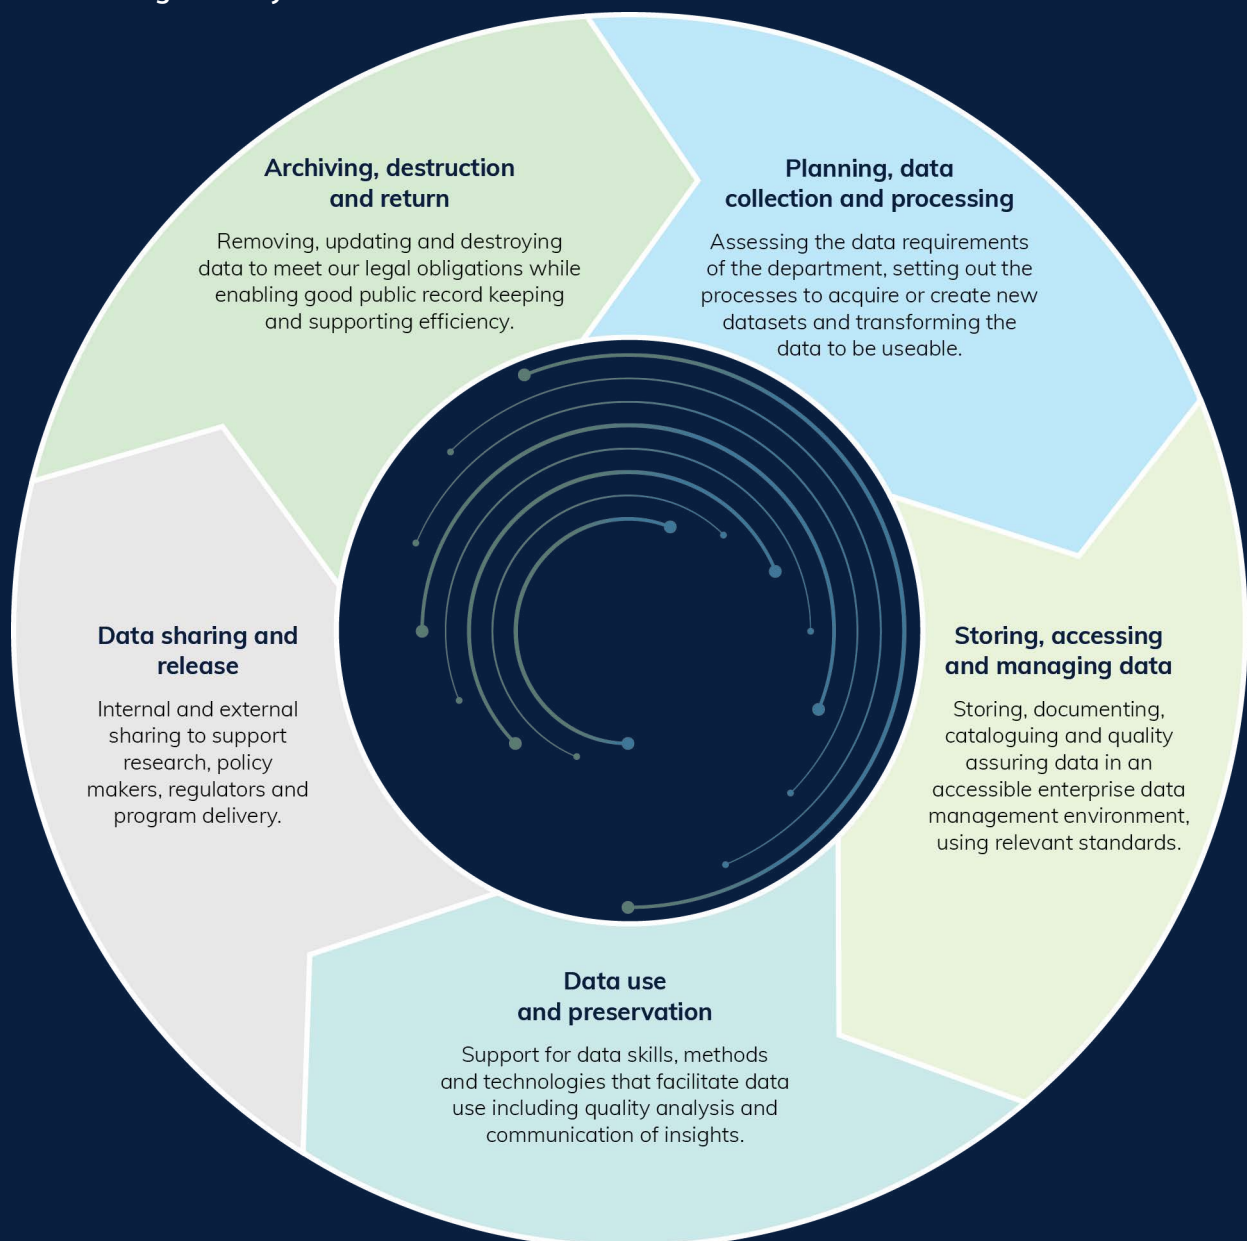 Planning, data
collection and processing
Assessing the data requirements
of the department, setting out the
processes to acquire or create new
datasets and transforming the
data to be useable.
Storing, accessing
and managing data
Storing, documenting,
cataloguing and quality
assuring data in an
accessible enterprise data
management environment,
using relevant standards.
Data use
and preservation
Support for data skills, methods
and technologies that facilitate data
use including quality analysis and
communication of insights.
Data sharing and
release
Internal and external
sharing to support
research, policy
makers, regulators and
program delivery.
Archiving, destruction
and return
Removing, updating and destroying
data to meet our legal obligations while
enabling good public record keeping
and supporting efficiency.